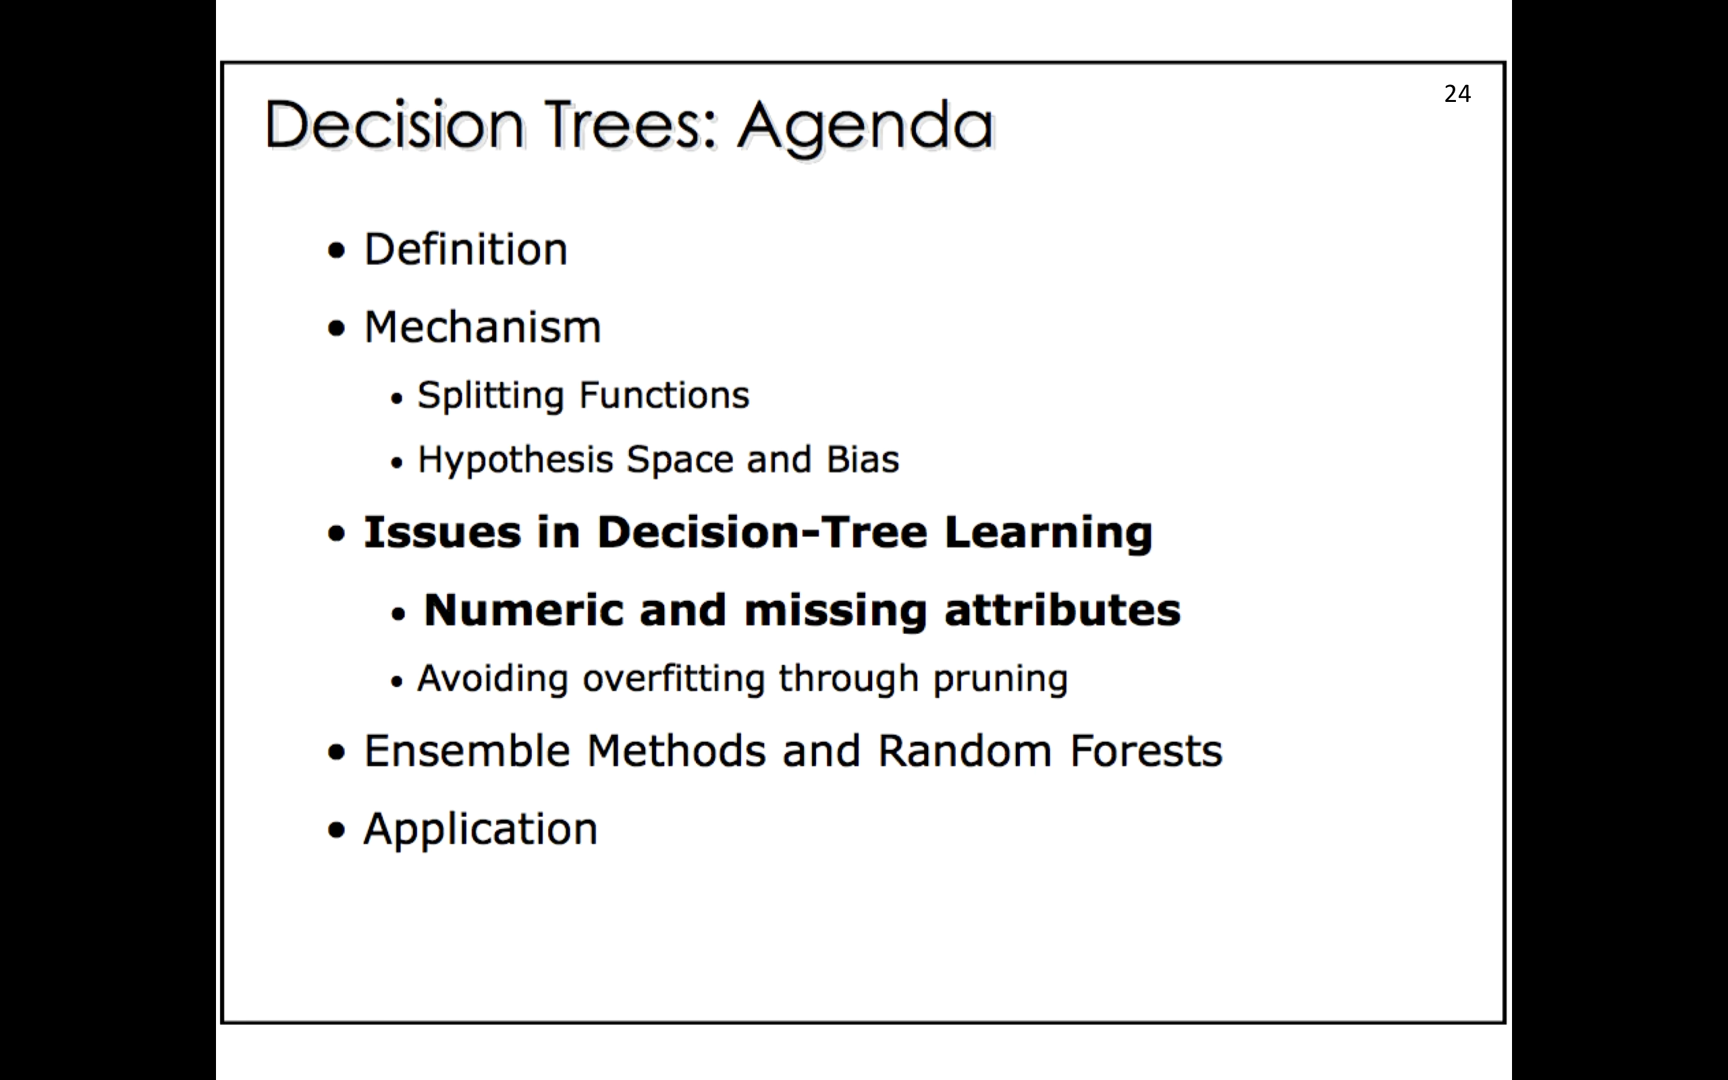 24
Decision Trees: Agenda
• Definition
• Mechanism
• Splitting Functions
• Hypothesis Space and Bias
• Issues in Decision-Tree Learning
• Numeric and missing attributes
• Avoiding overfitting through pruning
• Ensemble Methods and Random Forests
• Application